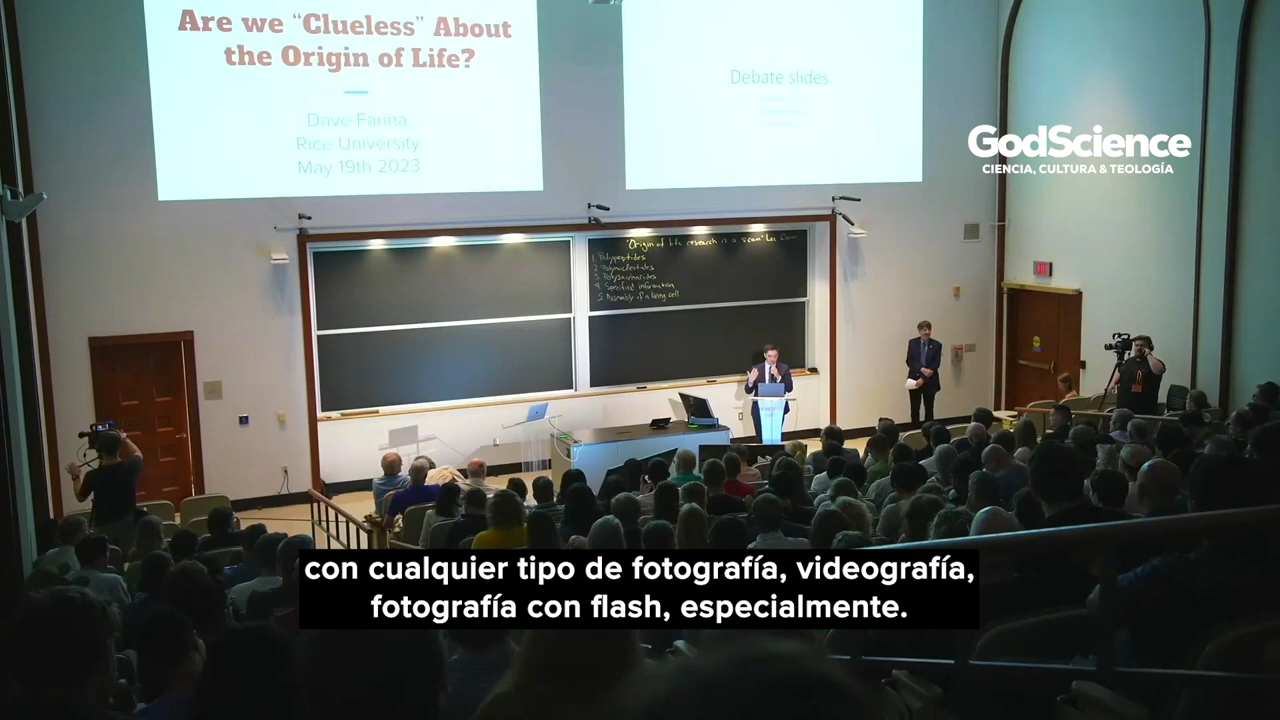 Are we “Clueless” About
the Origin of Life?
Dave Farina
Rice University
May 19th 2023
Debate slides
GodScience
CIENCIA, CULTURA & TEOLOGÍA
"Origin of Life research is a scam" Lee
1. Polypeptides
2. Polynucleotides
3. Polysaccharides
4. Specified information
5. Assembly of a living cell
con cualquier tipo de fotografía, videografía,
fotografía con flash, especialmente.